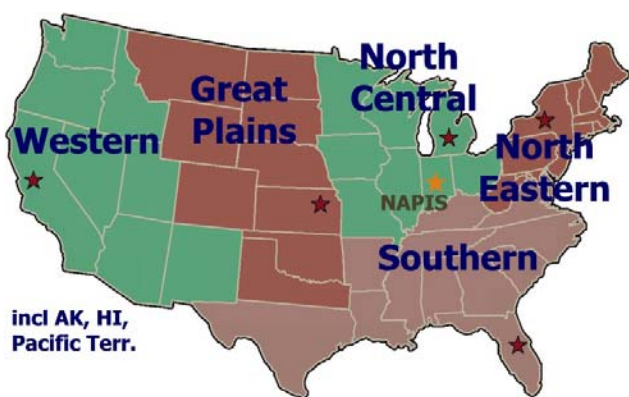 North
Central
Great
Plains
Western
North
Eastern
NAPIS
Southern
incl AK, HI,
Pacific Terr.